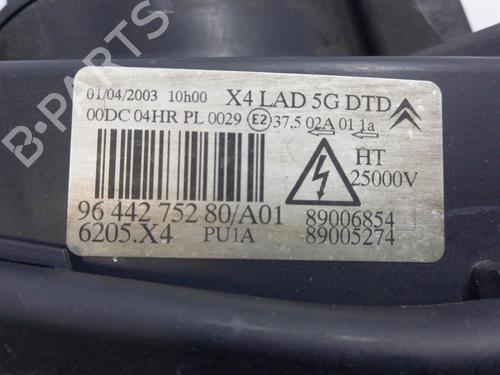 01/04/2003 10h00 X4 LAD 5G DTD
00DC 04HR PL 0029 E2 37,5 02A 01 1a
HT
25000V
96 442 752 80/A01 89006854
6205.X4 PU1A 89005274
B-PARTS